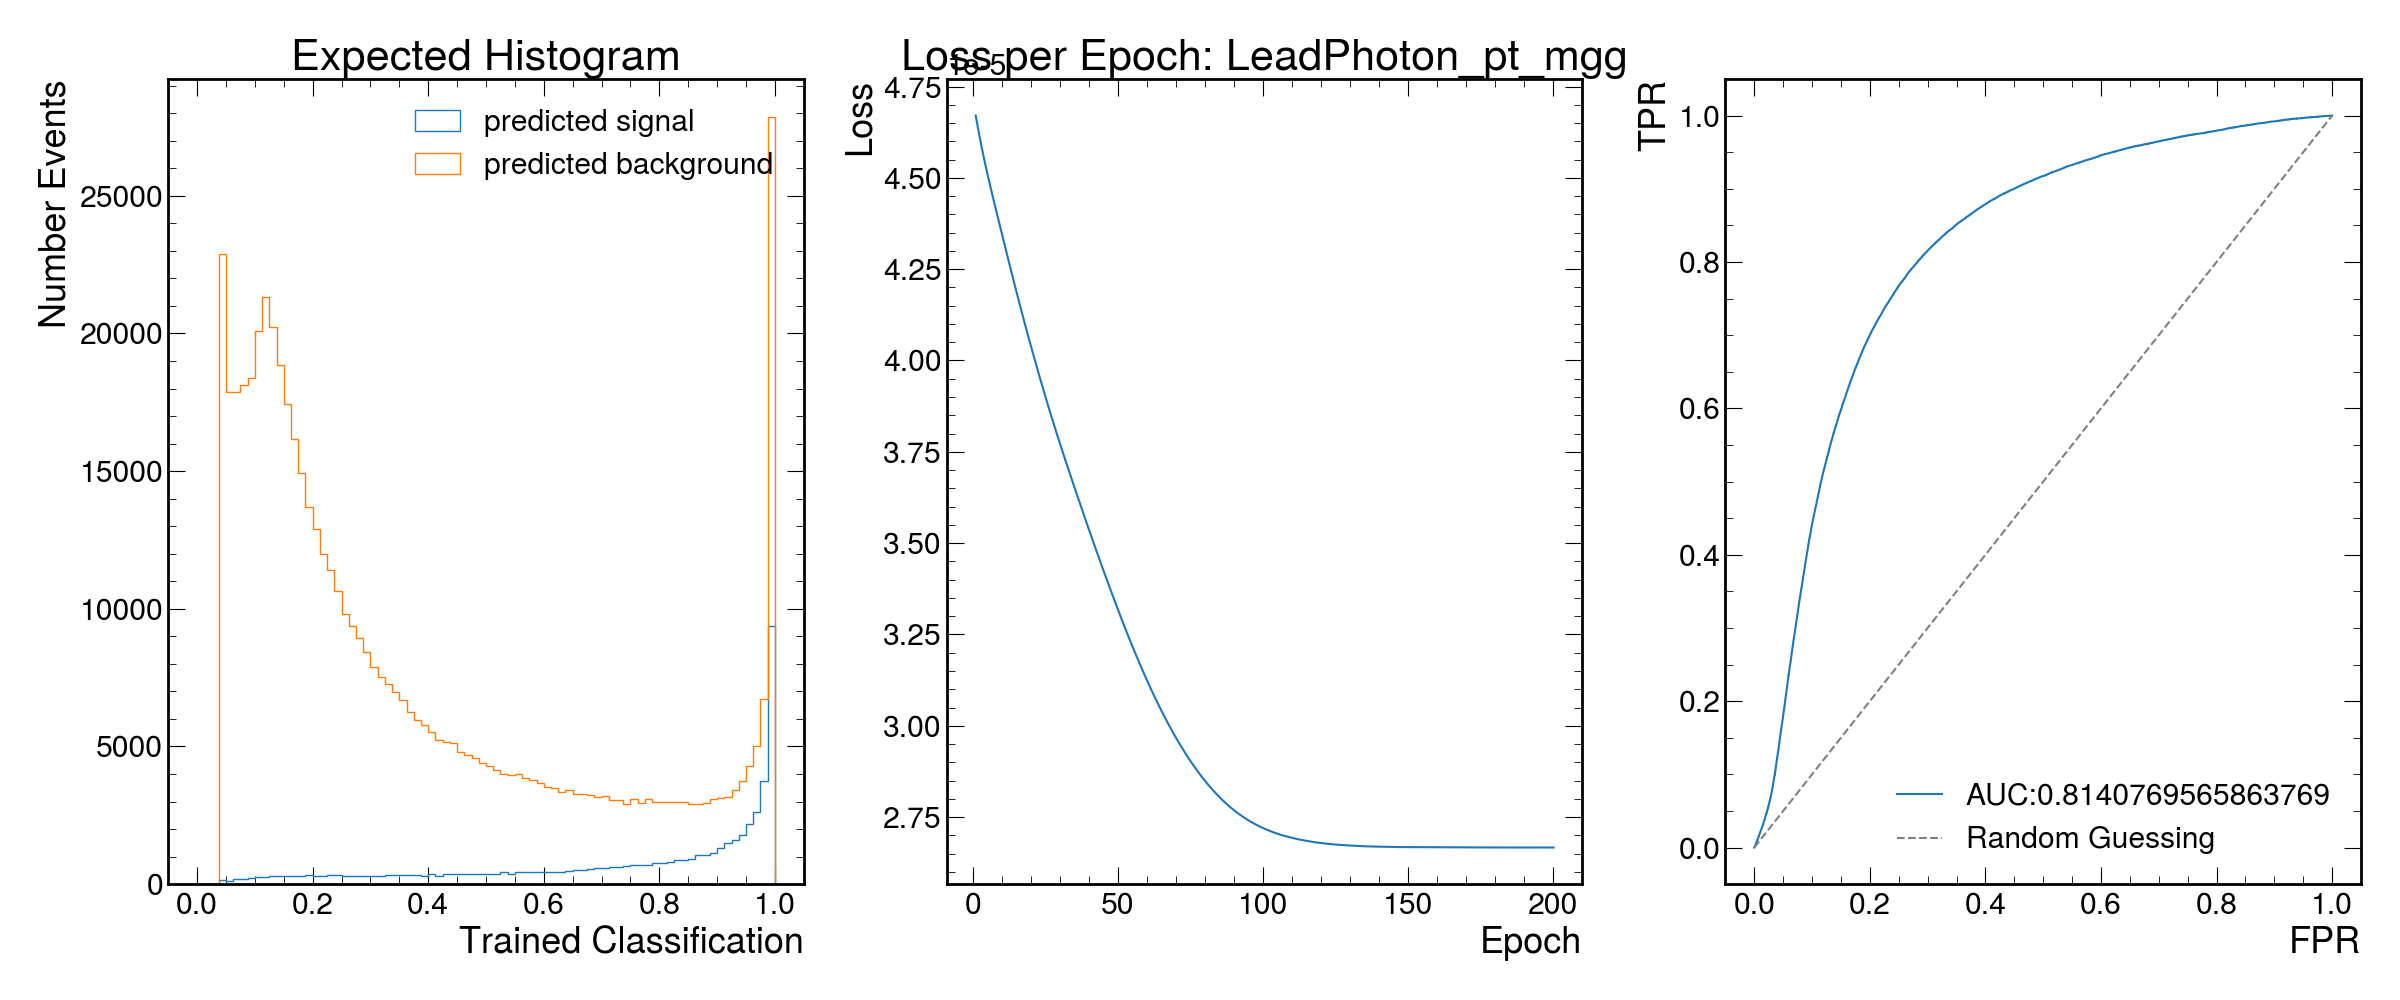 Expected Histogram
Number Events
predicted signal
predicted background
25000
20000
15000
10000
5000
0
0.0 0.2 0.4 0.6 0.8 1.0
Trained Classification
Loss per Epoch: LeadPhoton_pt_mgg
1e-5
Loss
4.75
4.50
4.25
4.00
3.75
3.50
3.25
3.00
2.75
0 50 100 150 200
Epoch
TPR
1.0
0.8
0.6
0.4
0.2
0.0
AUC:0.8140769565863769
Random Guessing
0.0 0.2 0.4 0.6 0.8 1.0
FPR